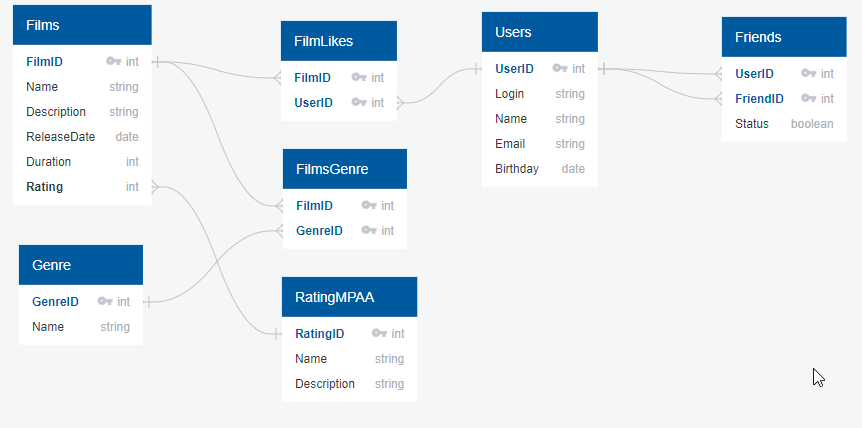 Films
FilmID int
Name string
Description string
ReleaseDate date
Duration int
Rating int
FilmLikes
FilmID int
UserID int
Users
UserID int
Login string
Name string
Email string
Birthday date
Friends
UserID int
FriendID int
Status boolean
FilmsGenre
FilmID int
GenreID int
Genre
GenreID int
Name string
RatingMPAA
RatingID int
Name string
Description string